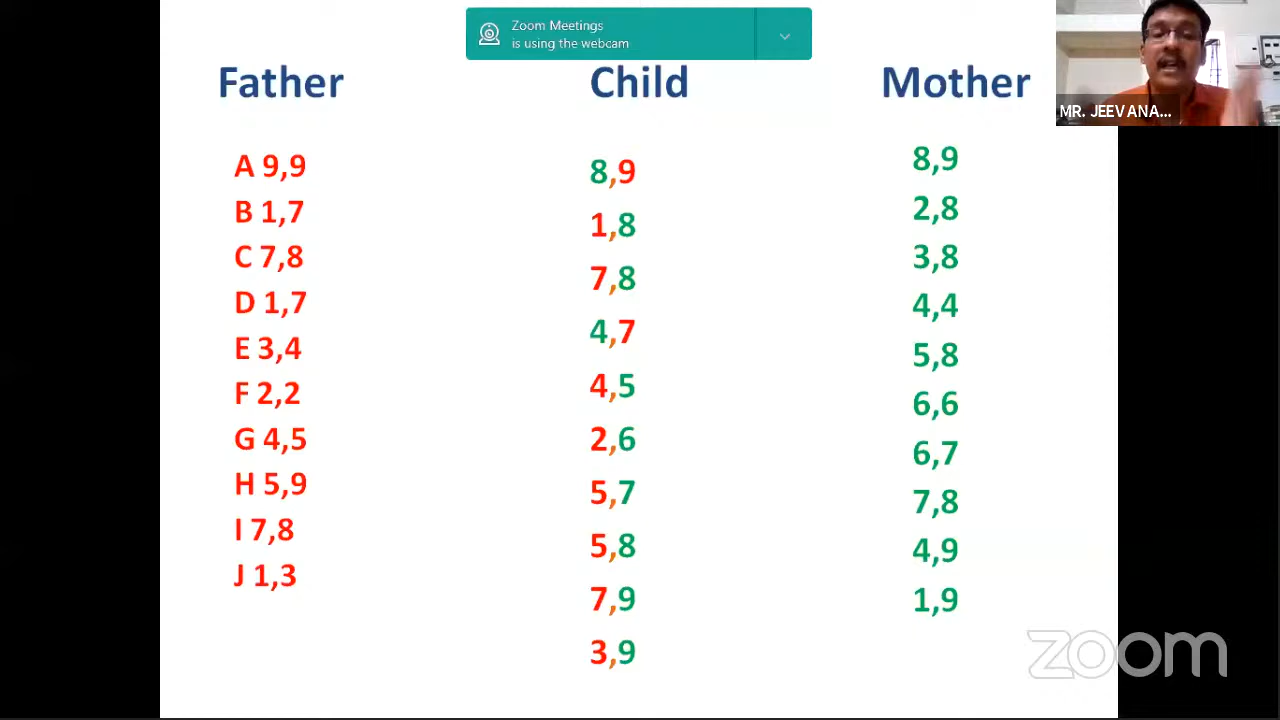 Zoom Meetings
is using the webcam
Father Child Mother
MR. JEEVANA...
A 9,9 8,9 8,9
B 1,7 1,8 2,8
C 7,8 7,8 3,8
D 1,7 4,7 4,4
E 3,4 4,5 5,8
F 2,2 2,6 6,6
G 4,5 5,7 6,7
H 5,9 5,8 7,8
I 7,8 7,9 4,9
J 1,3 3,9 1,9
zoom